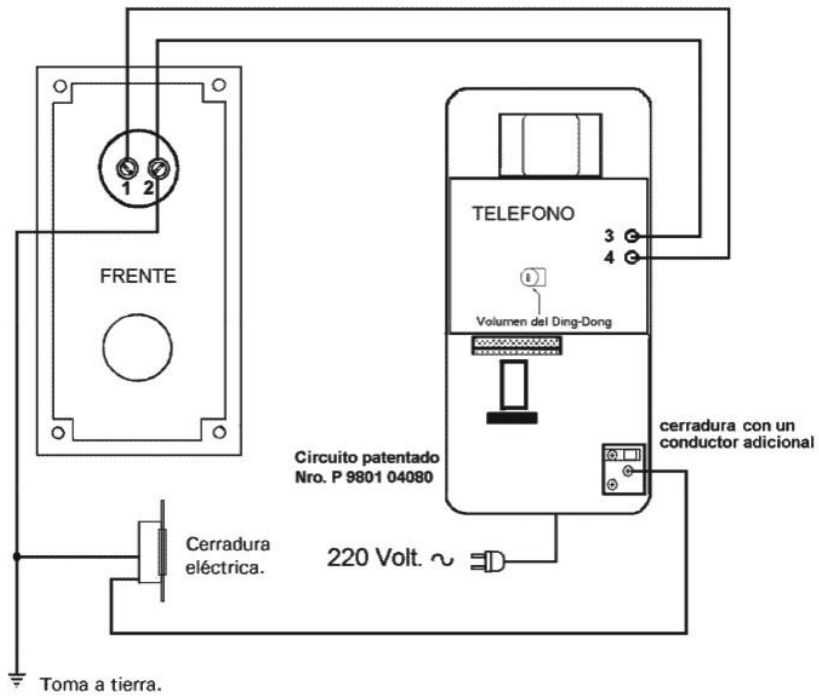 1 2
FRENTE
TELEFONO
3
4
Volumen del Ding-Dong
cerradura con un
conductor adicional
Circuito patentado
Nro. P 9801 04080
220 Volt. ~
Cerradura
eléctrica.
Toma a tierra.